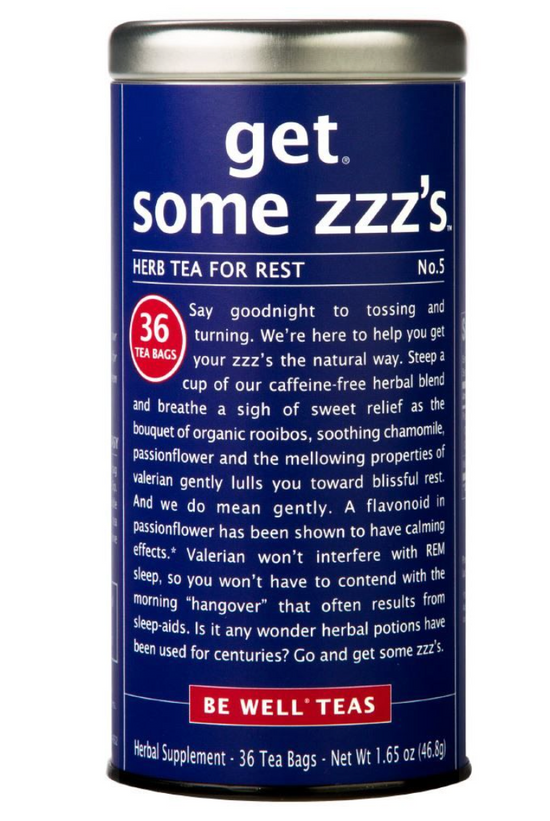 get®
some zzz's™
HERB TEA FOR REST No.5
36
TEA BAGS
Say goodnight to tossing and
turning. We're here to help you get
your zzz's the natural way. Steep a
cup of our caffeine-free herbal blend
and breathe a sigh of sweet relief as the
bouquet of organic rooibos, soothing chamomile,
passionflower and the mellowing properties of
valerian gently lulls you toward blissful rest.
And we do mean gently. A flavonoid in
passionflower has been shown to have calming
effects.* Valerian won't interfere with REM
sleep, so you won't have to contend with the
morning “hangover” that often results from
sleep-aids. Is it any wonder herbal potions have
been used for centuries? Go and get some zzz's.
BE WELL® TEAS
Herbal Supplement - 36 Tea Bags - Net Wt 1.65 oz (46.8g)